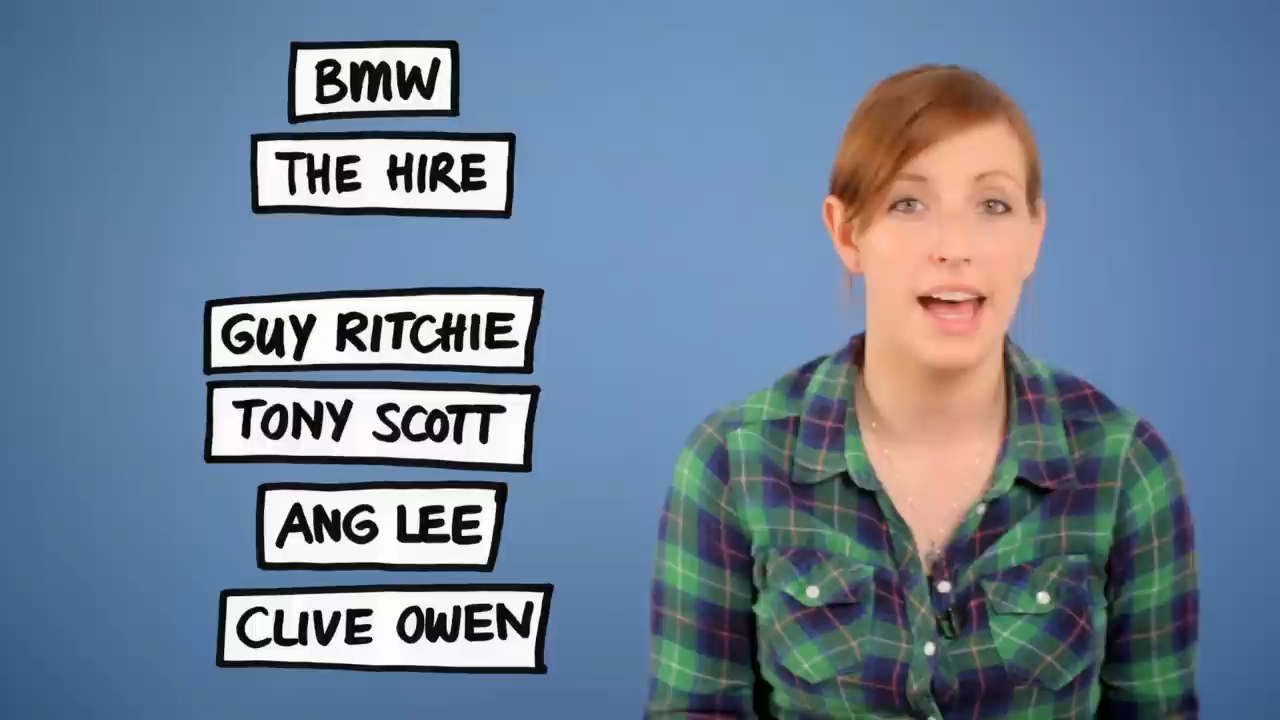 BMW
THE HIRE
GUY RITCHIE
TONY SCOTT
ANG LEE
CLIVE OWEN